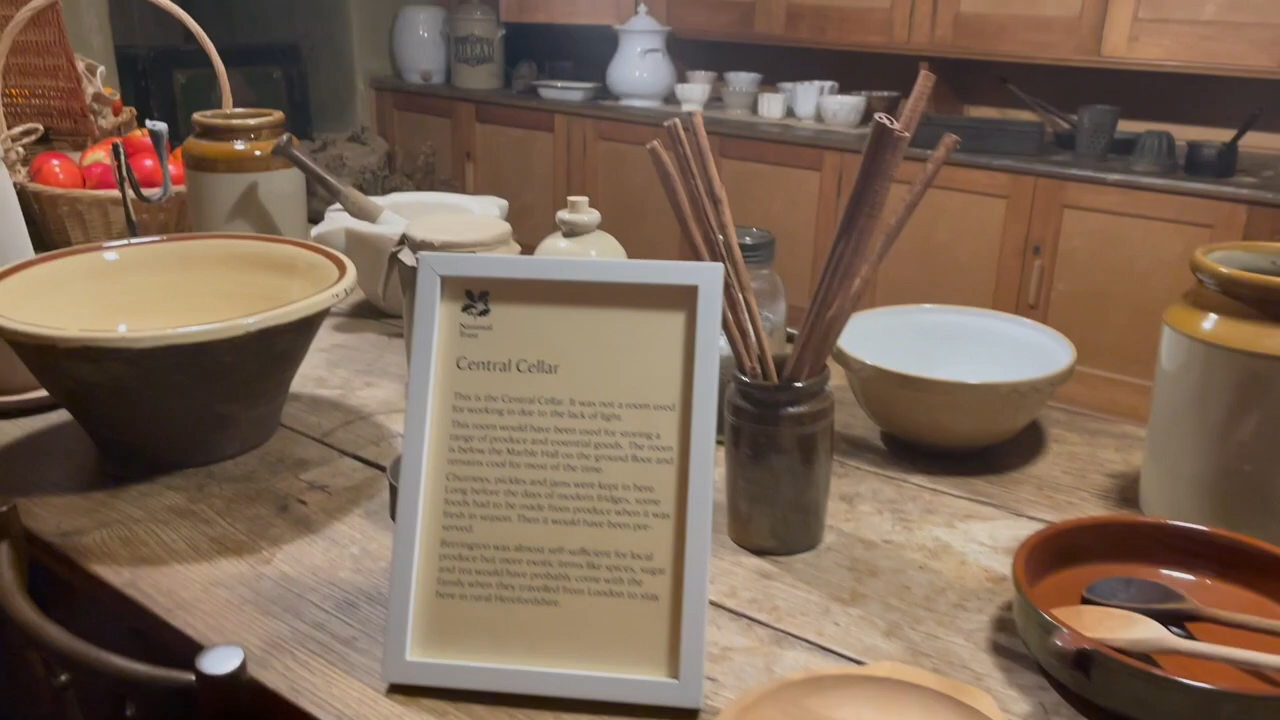 BREAD
National
Trust
Central Cellar
This is the Central Cellar. It was not a room used
for working in due to the lack of light.
This room would have been used for storing a
range of produce and essential goods. The room
is below the Marble Hall on the ground floor and
remains cool for most of the time.
Chutneys, pickles and jams were kept in here.
Long before the days of modern fridges, some
foods had to be made from produce when it was
fresh in season. Then it would have been pre-
served.
Berrington was almost self-sufficient for local
produce but more exotic items like spices, sugar
and tea would have probably come with the
family when they travelled from London to stay
here in rural Herefordshire.